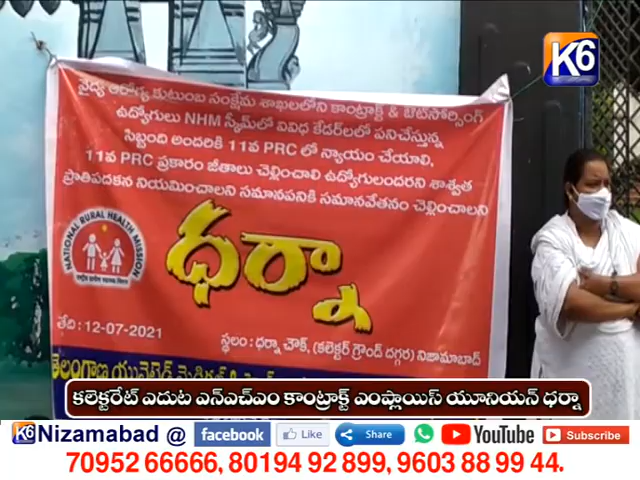 K6
వైద్య ఆరోగ్య కుటుంబ సంక్షేమ శాఖలలోని కాంట్రాక్ట్ & ఔట్‌సోర్సింగ్
ఉద్యోగులు NHM స్కీమ్‌లో వివిధ కేడర్‌లలో పనిచేస్తున్న
సిబ్బంది అందరికి 11వ PRC లో న్యాయం చేయాలి,
11వ PRC ప్రకారం జీతాలు చెల్లించాలి ఉద్యోగులందరని శాశ్వత
ప్రాతిపదికన నియమించాలని సమానపనికి సమానవేతనం చెల్లించాలని
NATIONAL RURAL HEALTH MISSION
ధర్నా
తేది : 12-07-2021
స్థలం : ధర్నా చౌక్, (కలెక్టర్ గ్రౌండ్ దగ్గర) నిజామాబాద్
తెలంగాణ యునైటెడ్ మెడికల్
కలెక్టరేట్ ఎదుట ఎన్ఎచ్ఎం కాంట్రాక్ట్ ఎంప్లాయిస్ యూనియన్ ధర్నా
K6 Nizamabad @ facebook Like Share YouTube Subscribe
70952 66666, 80194 92 899, 9603 88 99 44.